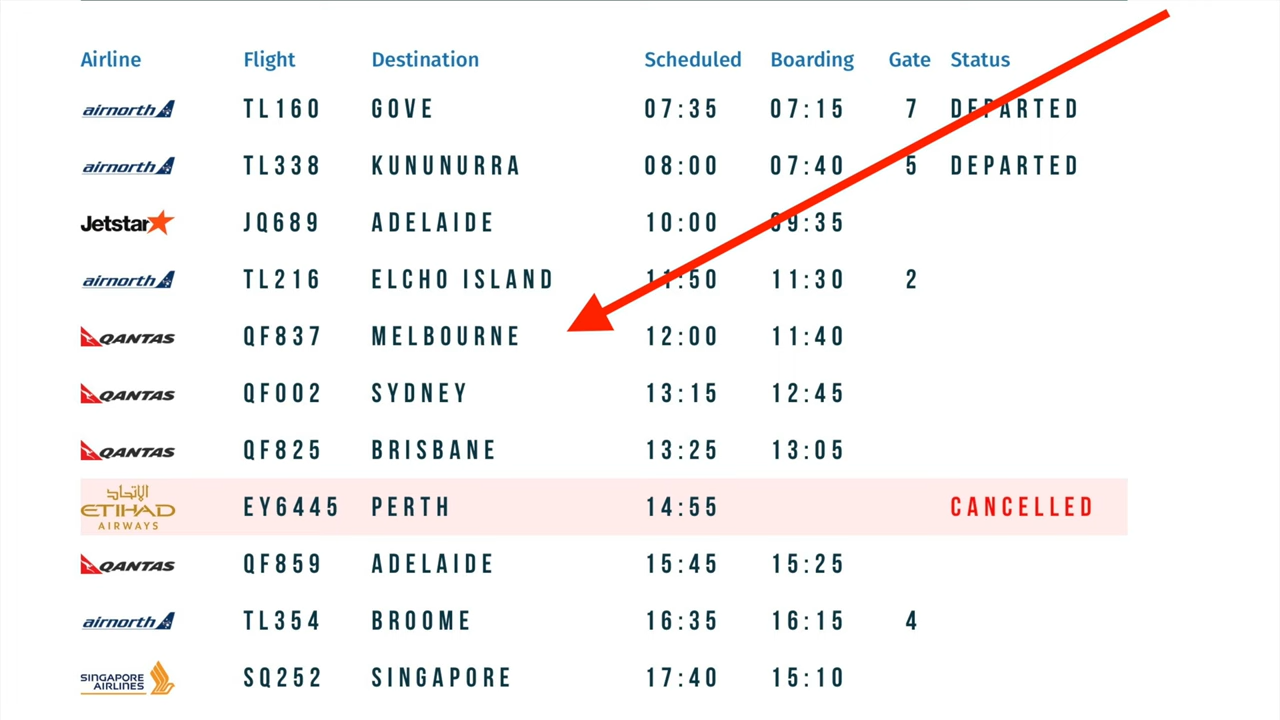 Airline Flight Destination Scheduled Boarding Gate Status
airnorth TL160 GOVE 07:35 07:15 7 DEPARTED
airnorth TL338 KUNUNURRA 08:00 07:40 5 DEPARTED
Jetstar JQ689 ADELAIDE 10:00 09:35
airnorth TL216 ELCHO ISLAND 11:50 11:30 2
QANTAS QF837 MELBOURNE 12:00 11:40
QANTAS QF002 SYDNEY 13:15 12:45
QANTAS QF825 BRISBANE 13:25 13:05
الإتحاد
ETIHAD AIRWAYS EY6445 PERTH 14:55 CANCELLED
QANTAS QF859 ADELAIDE 15:45 15:25
airnorth TL354 BROOME 16:35 16:15 4
SINGAPORE AIRLINES SQ252 SINGAPORE 17:40 15:10